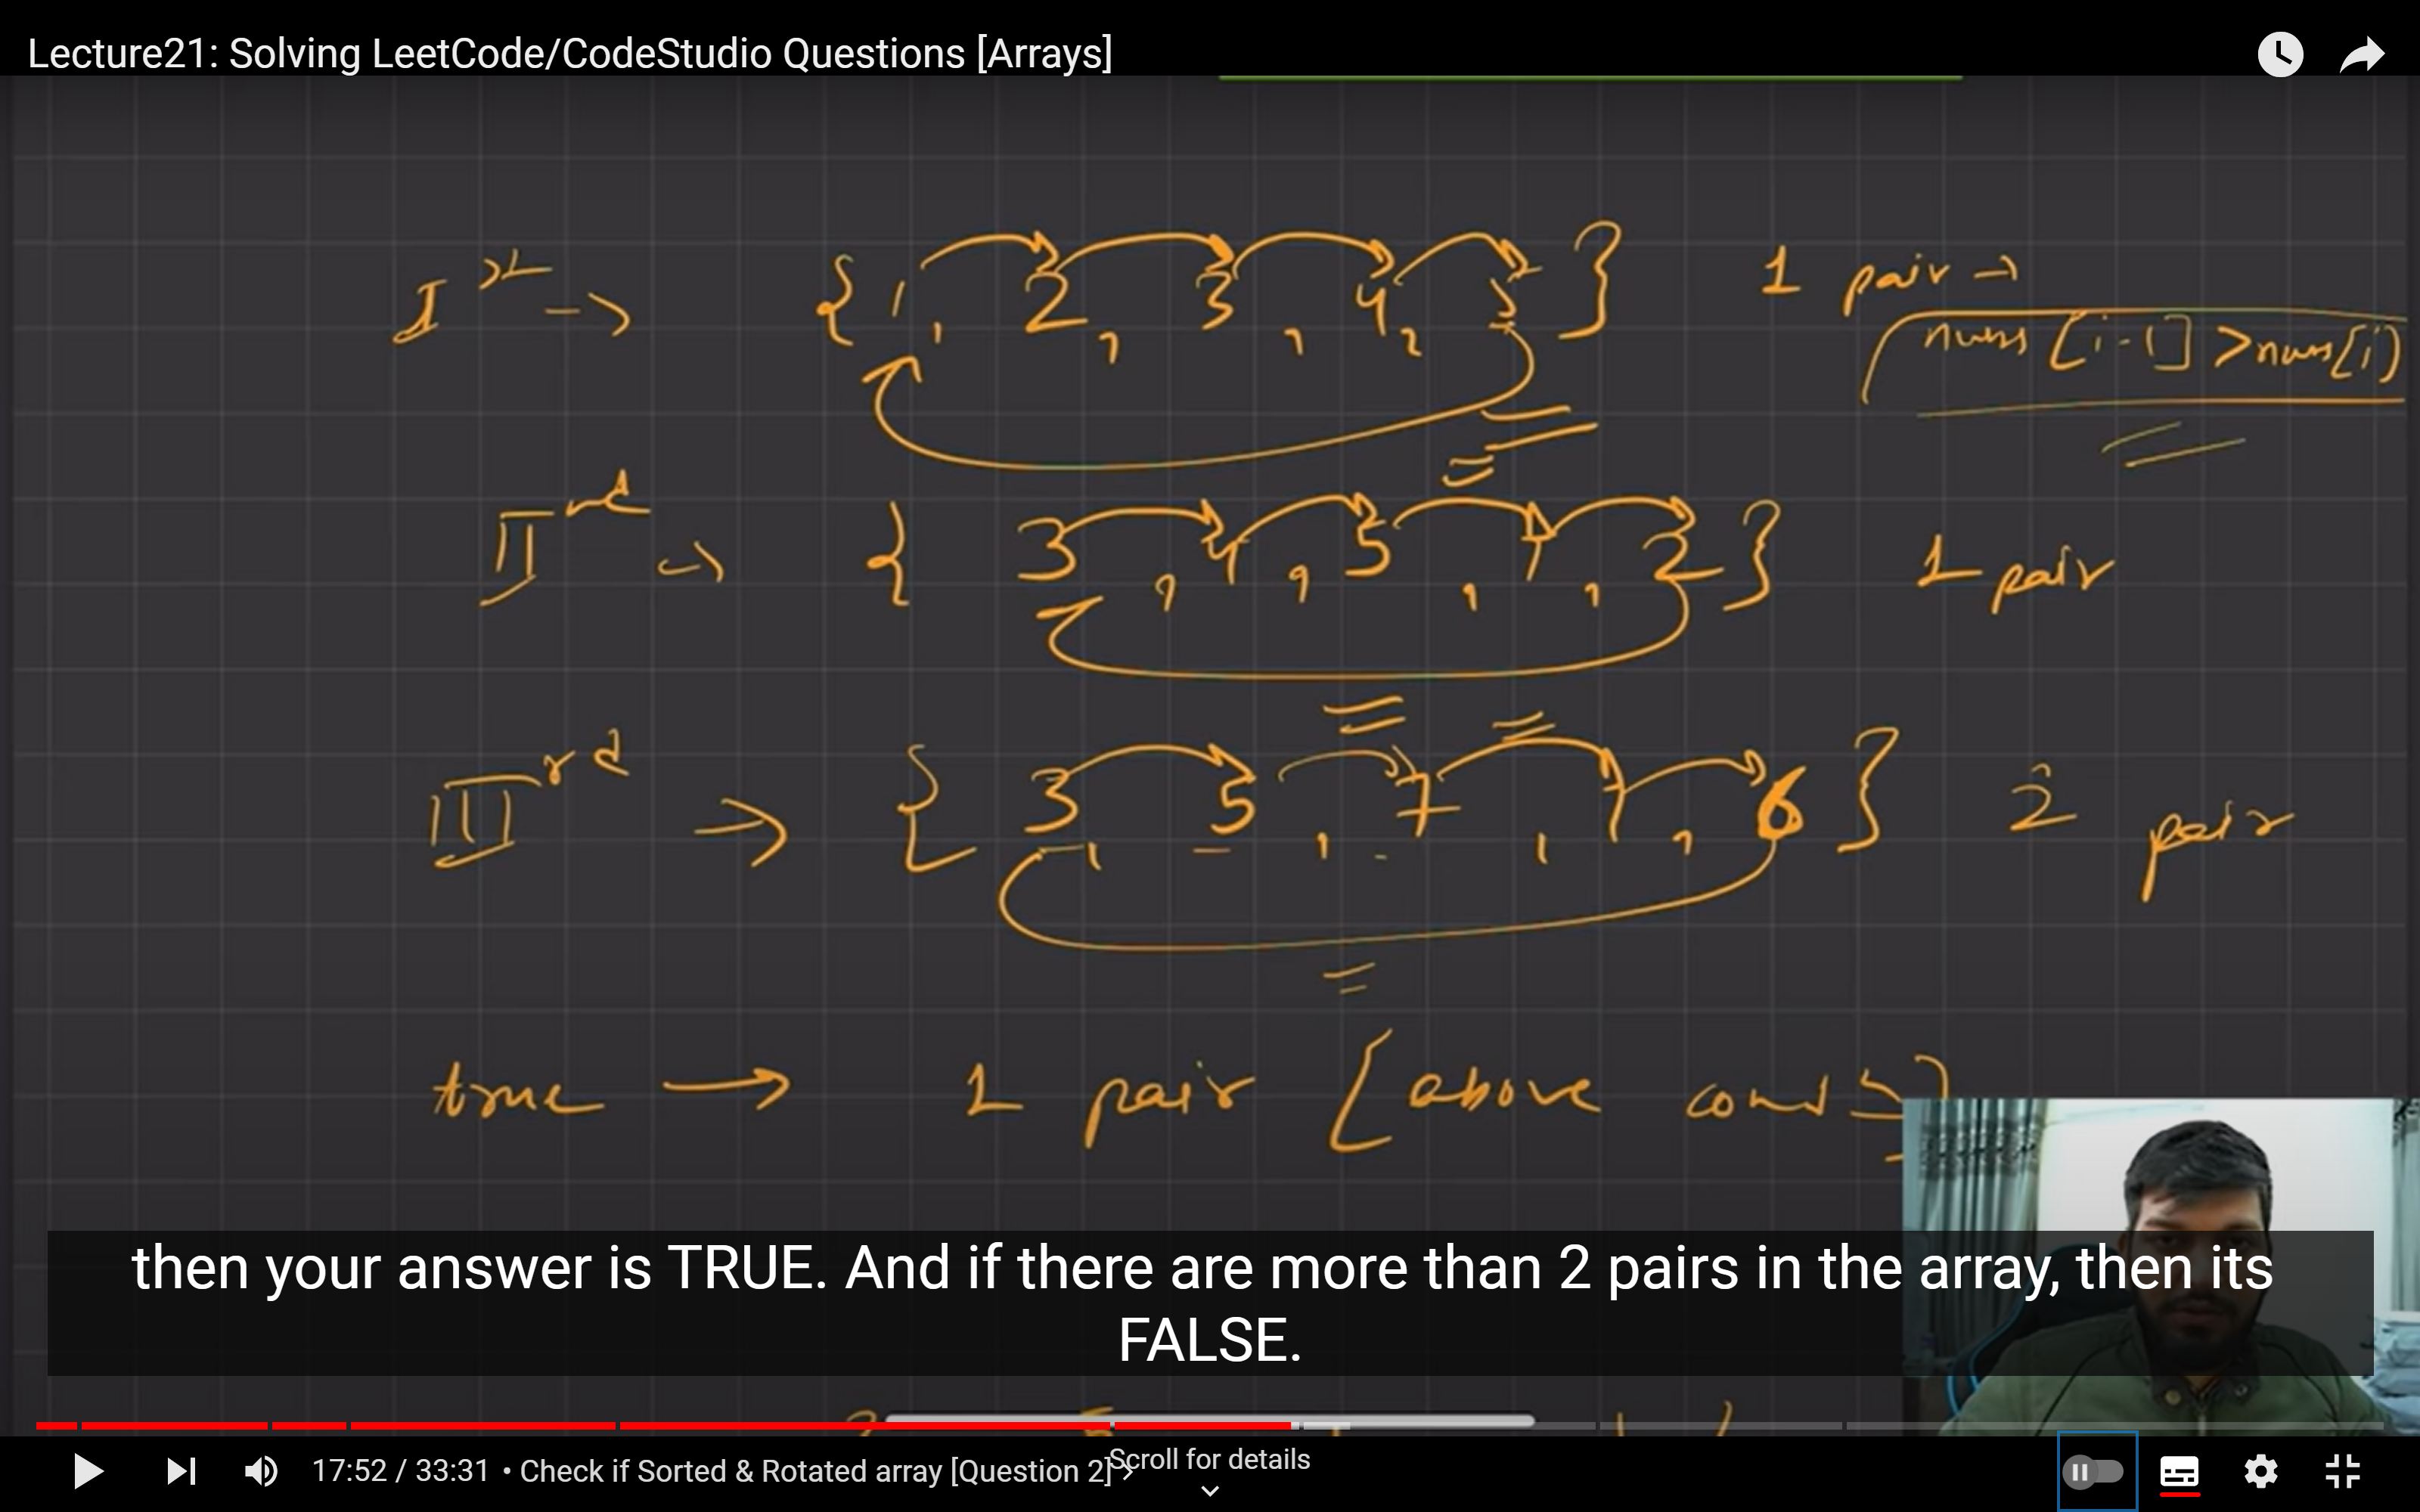 Lecture21: Solving LeetCode/CodeStudio Questions [Arrays]
I st -> {1, 2, 3, 4, 5} 1 pair ->
nums [i-1] > nums[i]
II nd -> {3, 4, 5, 1, 2} 1 pair
III rd -> {3, 5, 7, 1, 6} 2 pair
true -> 1 pair [above
then your answer is TRUE. And if there are more than 2 pairs in the array, then its
FALSE.
17:52 / 33:31 • Check if Sorted & Rotated array [Question 2] >
Scroll for details